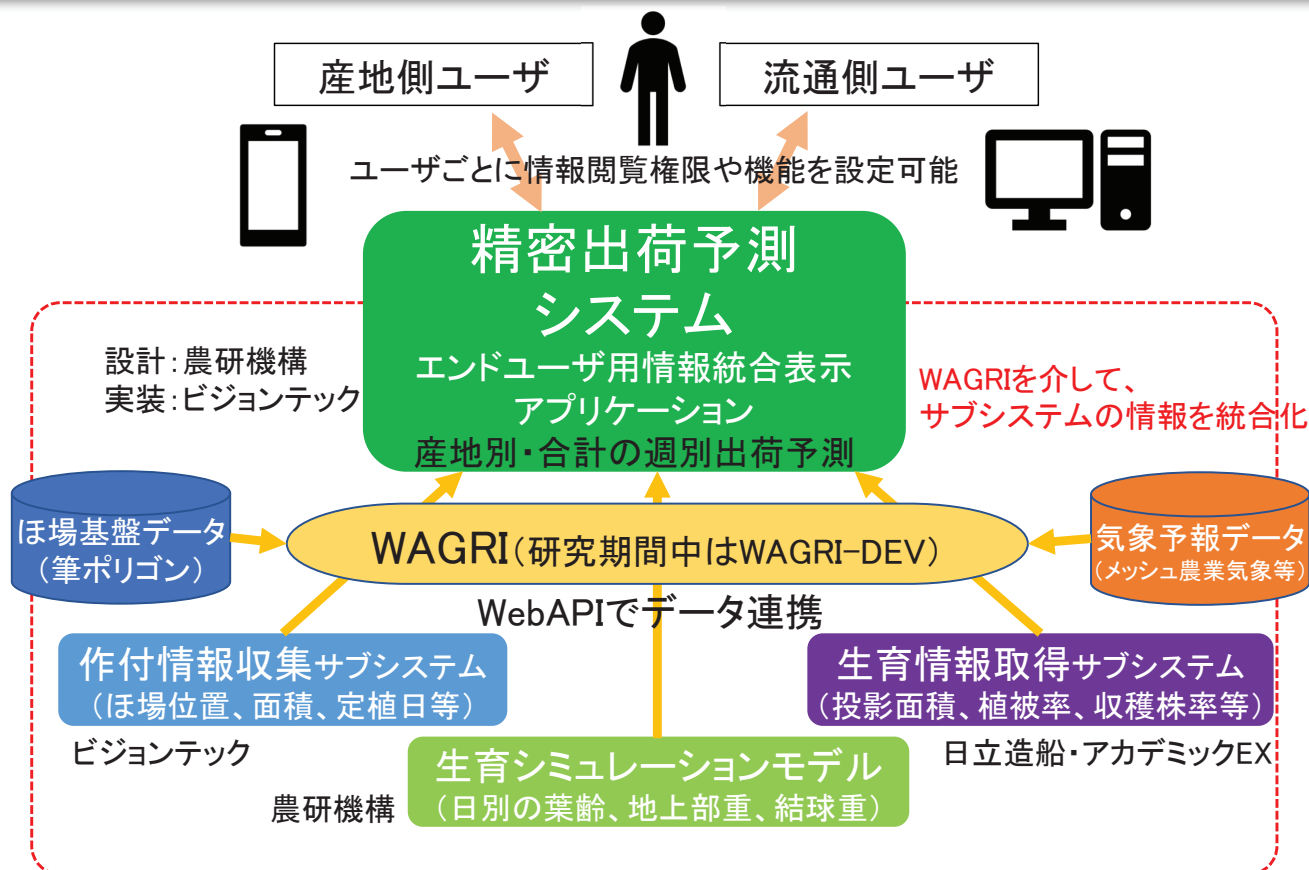 産地側ユーザ
流通側ユーザ
ユーザごとに情報閲覧権限や機能を設定可能
精密出荷予測
システム
エンドユーザ用情報統合表示
アプリケーション
産地別・合計の週別出荷予測
設計：農研機構
実装：ビジョンテック
WAGRIを介して、
サブシステムの情報を統合化
ほ場基盤データ
（筆ポリゴン）
WAGRI（研究期間中はWAGRI-DEV）
気象予報データ
（メッシュ農業気象等）
WebAPIでデータ連携
作付情報収集サブシステム
（ほ場位置、面積、定植日等）
ビジョンテック
生育情報取得サブシステム
（投影面積、植被率、収穫株率等）
日立造船・アカデミックEX
生育シミュレーションモデル
（日別の葉齢、地上部重、結球重）
農研機構